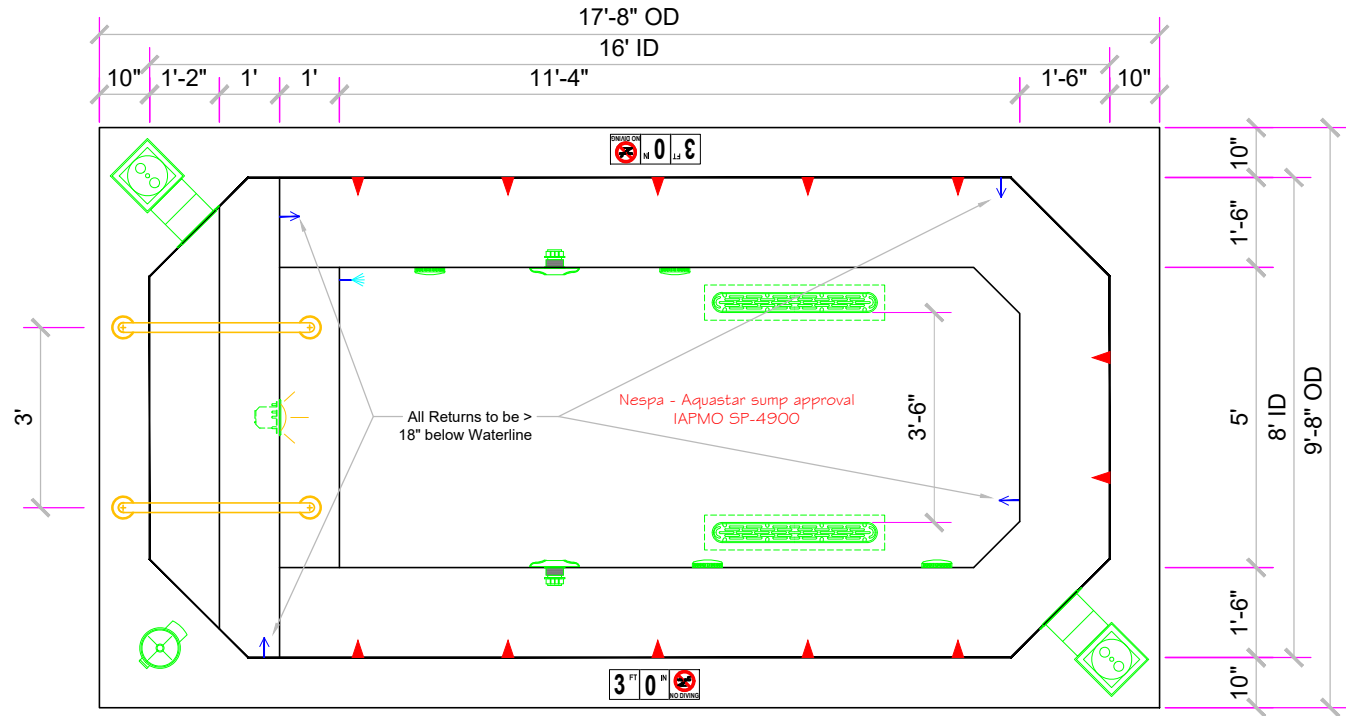 17'-8" OD
16' ID
10" 1'-2" 1' 1' 11'-4" 1'-6" 10"
NO DIVING 3 FT 0 IN
10"
1'-6"
3'
All Returns to be >
18" below Waterline
Nespa - Aquastar sump approval
IAPMO SP-4900
3'-6"
5'
8' ID
9'-8" OD
1'-6"
10"
3 FT 0 IN NO DIVING